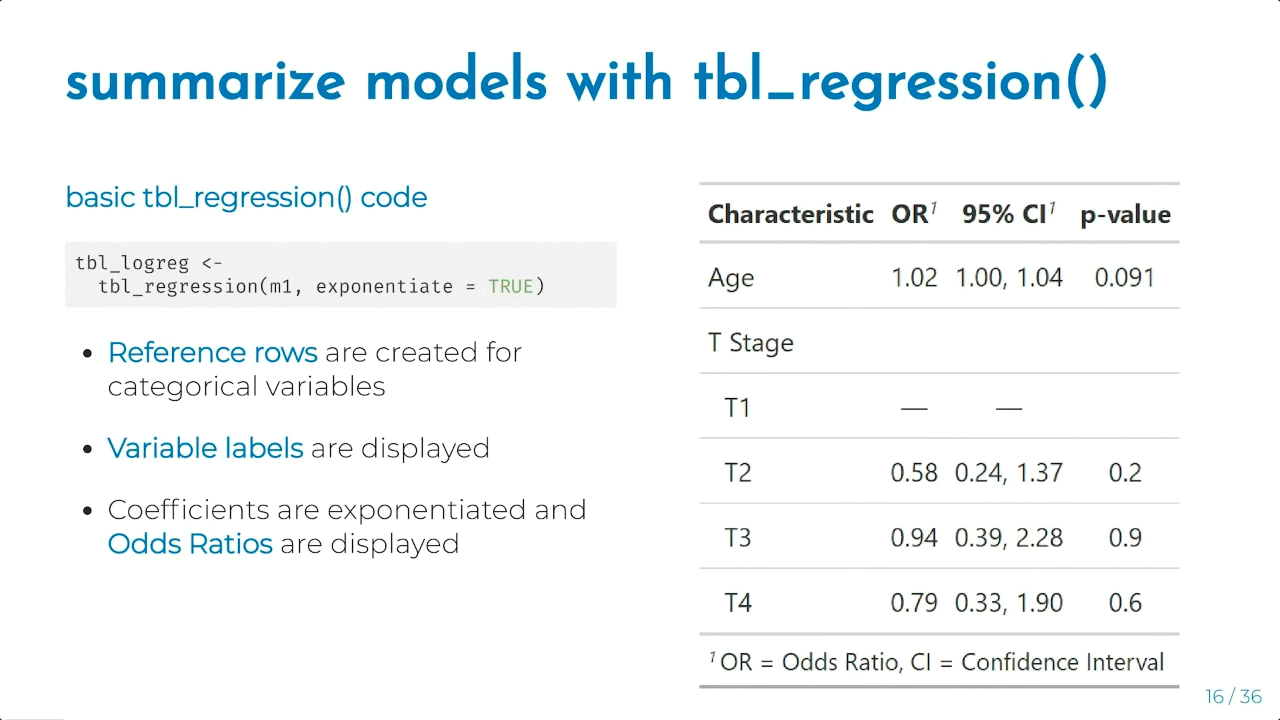 summarize models with tbl_regression()
basic tbl_regression() code
tbl_logreg <-
  tbl_regression(m1, exponentiate = TRUE)
• Reference rows are created for
categorical variables
• Variable labels are displayed
• Coefficients are exponentiated and
Odds Ratios are displayed
Characteristic OR¹ 95% CI¹ p-value
Age 1.02 1.00, 1.04 0.091
T Stage
T1 — —
T2 0.58 0.24, 1.37 0.2
T3 0.94 0.39, 2.28 0.9
T4 0.79 0.33, 1.90 0.6
¹ OR = Odds Ratio, CI = Confidence Interval
16 / 36